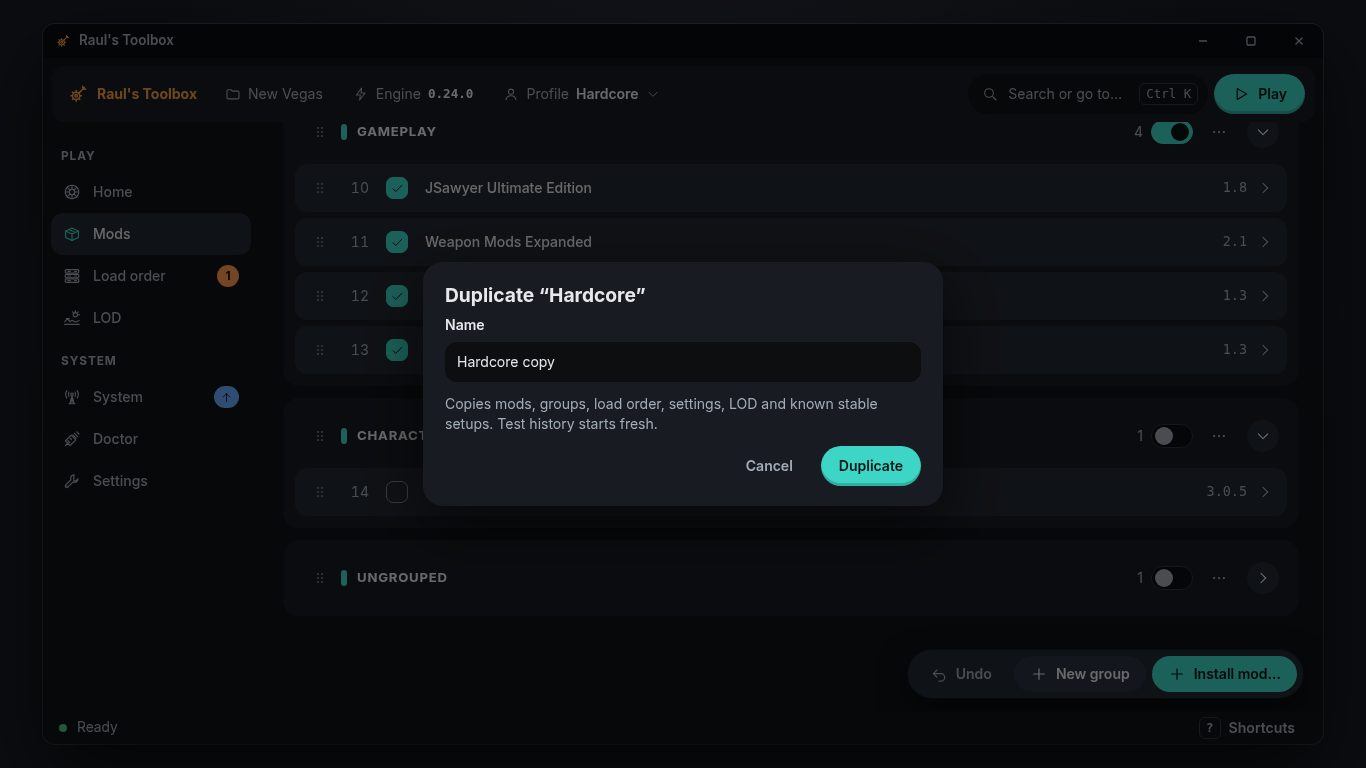 Raul's Toolbox
Raul's Toolbox New Vegas Engine 0.24.0 Profile Hardcore Search or go to... Ctrl K Play
GAMEPLAY 4
PLAY
Home
Mods
Load order 1
LOD
SYSTEM
System
Doctor
Settings
10 JSawyer Ultimate Edition 1.8
11 Weapon Mods Expanded 2.1
12 1.3
13 1.3
Duplicate “Hardcore”
Name
Hardcore copy
Copies mods, groups, load order, settings, LOD and known stable
setups. Test history starts fresh.
Cancel Duplicate
CHARACT 1
14 3.0.5
UNGROUPED 1
Undo New group Install mod...
Ready ? Shortcuts